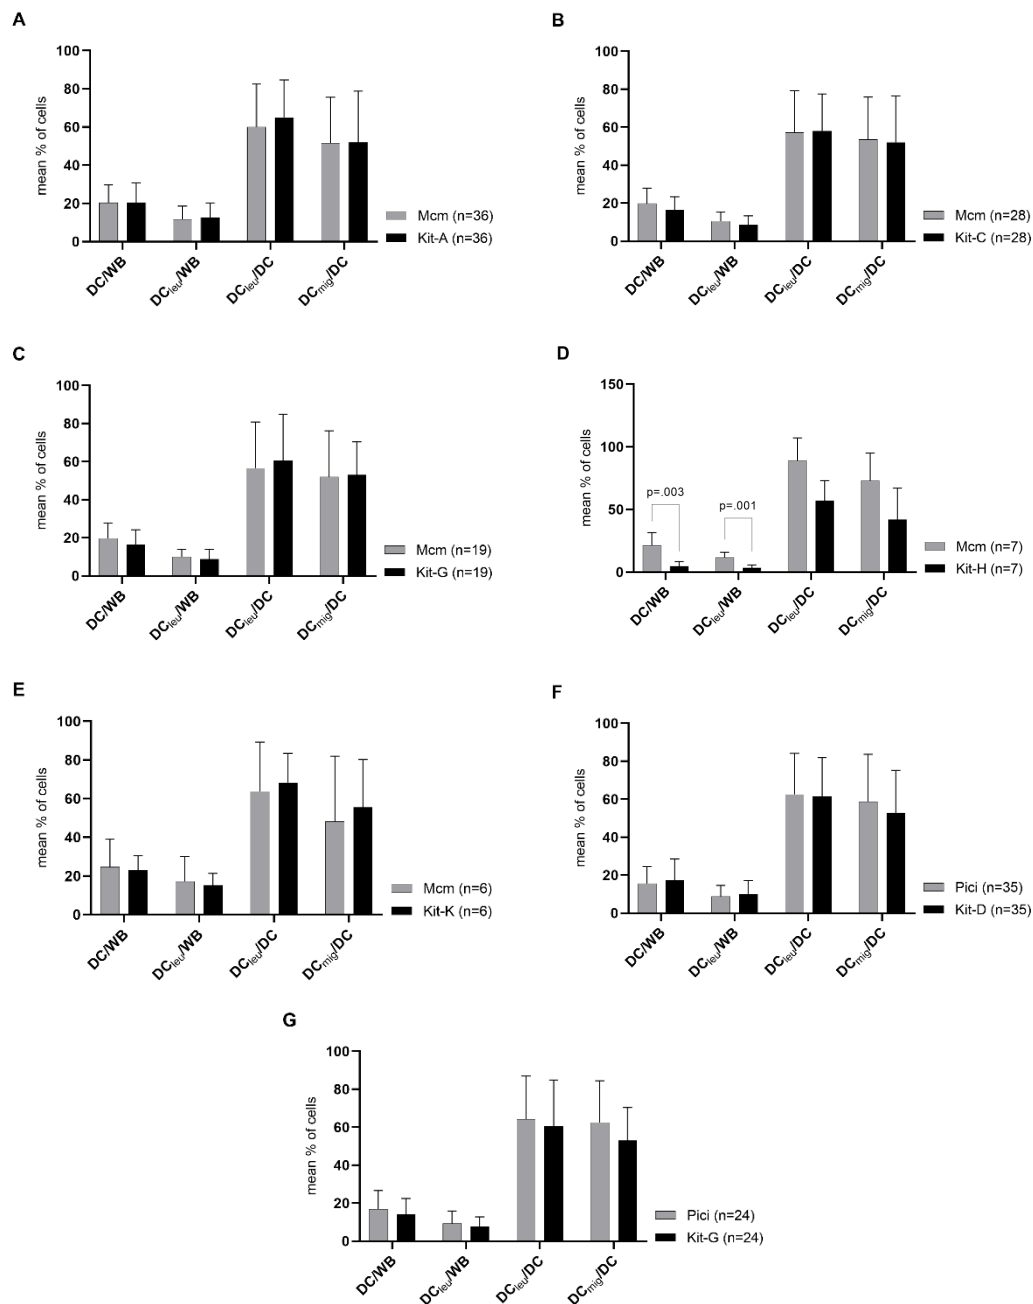 A
mean % of cells
100
80
60
40
20
0
DC/WB
DCleu/WB
DCleu/DC
DCmig/DC
Mcm (n=36)
Kit-A (n=36)
B
mean % of cells
100
80
60
40
20
0
DC/WB
DCleu/WB
DCleu/DC
DCmig/DC
Mcm (n=28)
Kit-C (n=28)
C
mean % of cells
100
80
60
40
20
0
DC/WB
DCleu/WB
DCleu/DC
DCmig/DC
Mcm (n=19)
Kit-G (n=19)
D
mean % of cells
150
100
50
0
p=.003
p=.001
DC/WB
DCleu/WB
DCleu/DC
DCmig/DC
Mcm (n=7)
Kit-H (n=7)
E
mean % of cells
100
80
60
40
20
0
DC/WB
DCleu/WB
DCleu/DC
DCmig/DC
Mcm (n=6)
Kit-K (n=6)
F
mean % of cells
100
80
60
40
20
0
DC/WB
DCleu/WB
DCleu/DC
DCmig/DC
Pici (n=35)
Kit-D (n=35)
G
mean % of cells
100
80
60
40
20
0
DC/WB
DCleu/WB
DCleu/DC
DCmig/DC
Pici (n=24)
Kit-G (n=24)